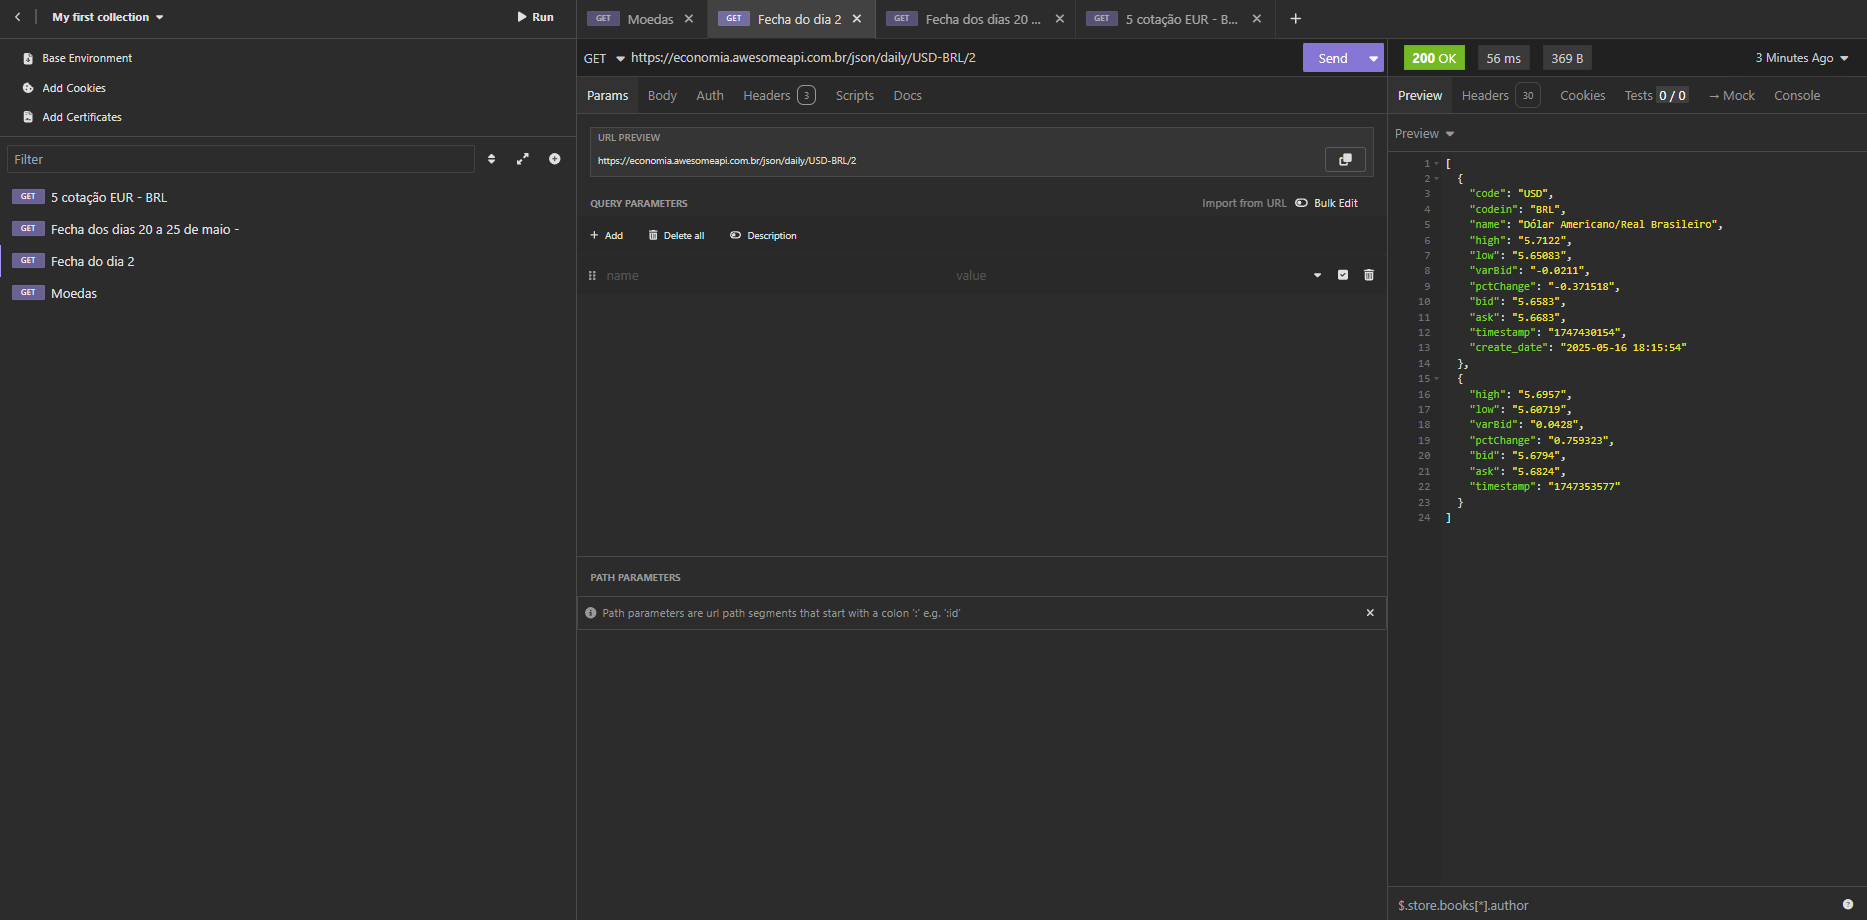 My first collection
Run
Base Environment
Add Cookies
Add Certificates
Filter
GET 5 cotação EUR - BRL
GET Fecha dos dias 20 a 25 de maio -
GET Fecha do dia 2
GET Moedas
GET Moedas
GET Fecha do dia 2
GET Fecha dos dias 20 ...
GET 5 cotação EUR - B...
GET https://economia.awesomeapi.com.br/json/daily/USD-BRL/2
Send
Params Body Auth Headers 3 Scripts Docs
URL PREVIEW
https://economia.awesomeapi.com.br/json/daily/USD-BRL/2
QUERY PARAMETERS
Import from URL Bulk Edit
+ Add Delete all Description
name value
PATH PARAMETERS
Path parameters are url path segments that start with a colon ':' e.g. ':id'
200 OK 56 ms 369 B 3 Minutes Ago
Preview Headers 30 Cookies Tests 0 / 0 → Mock Console
Preview
1 [
2 {
3 "code": "USD",
4 "codein": "BRL",
5 "name": "Dólar Americano/Real Brasileiro",
6 "high": "5.7122",
7 "low": "5.65083",
8 "varBid": "-0.0211",
9 "pctChange": "-0.371518",
10 "bid": "5.6583",
11 "ask": "5.6683",
12 "timestamp": "1747430154",
13 "create_date": "2025-05-16 18:15:54"
14 },
15 {
16 "high": "5.6957",
17 "low": "5.60719",
18 "varBid": "0.0428",
19 "pctChange": "0.759323",
20 "bid": "5.6794",
21 "ask": "5.6824",
22 "timestamp": "1747353577"
23 }
24 ]
$.store.books[*].author